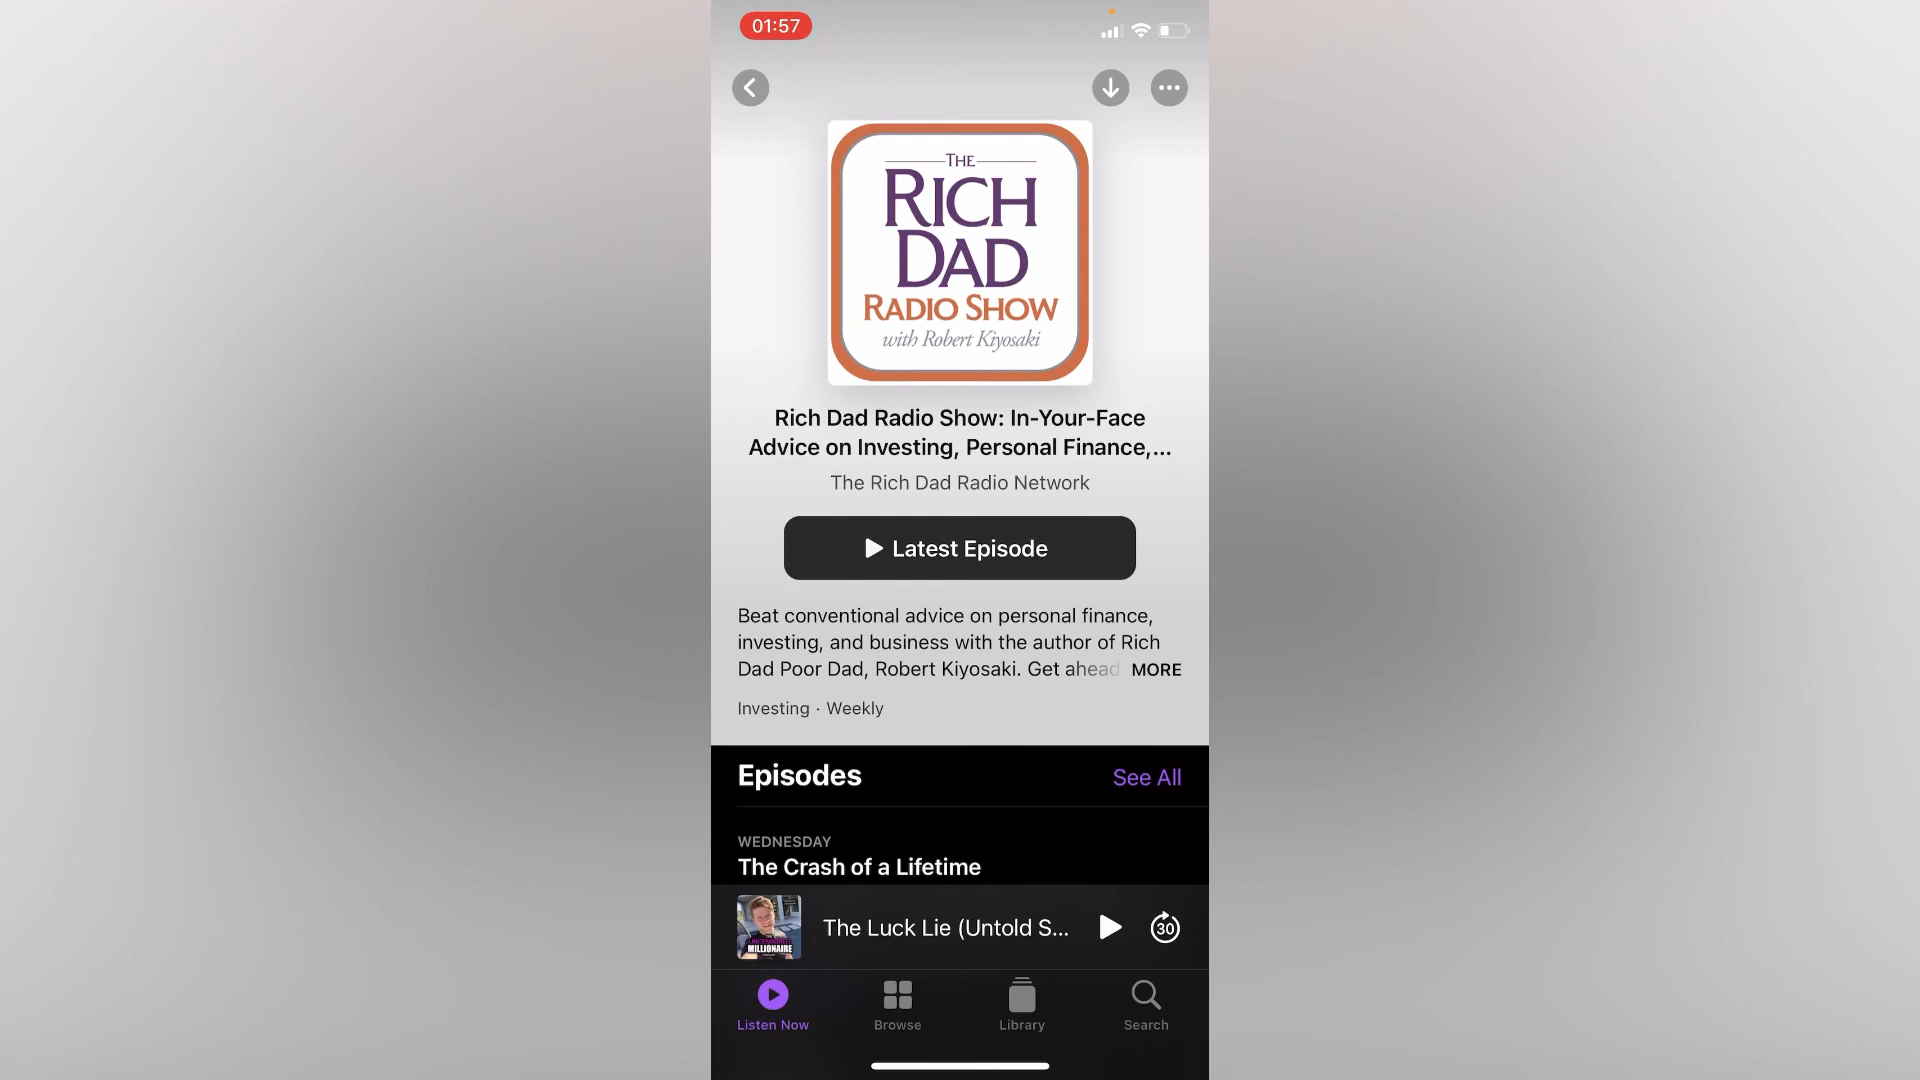 01:57
THE
RICH
DAD
RADIO SHOW
with Robert Kiyosaki
Rich Dad Radio Show: In-Your-Face
Advice on Investing, Personal Finance,...
The Rich Dad Radio Network
Latest Episode
Beat conventional advice on personal finance,
investing, and business with the author of Rich
Dad Poor Dad, Robert Kiyosaki. Get ahead MORE
Investing · Weekly
Episodes See All
WEDNESDAY
The Crash of a Lifetime
UNCENSORED
MILLIONAIRE
The Luck Lie (Untold S...
30
Listen Now
Browse
Library
Search